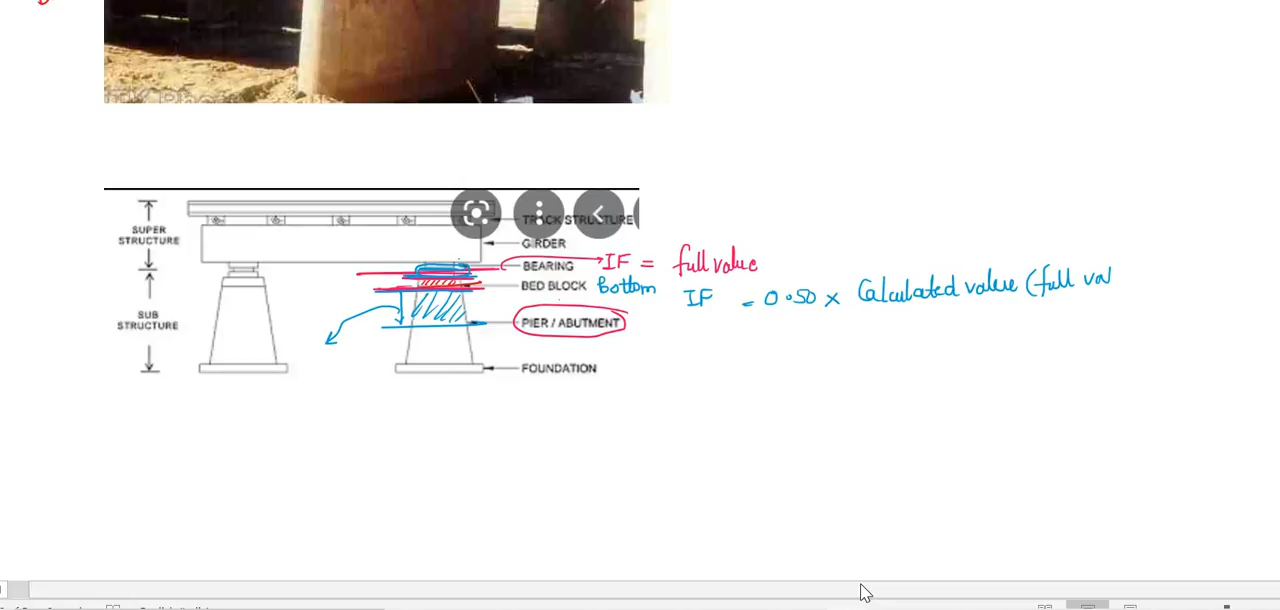 SUPER
STRUCTURE
TRACK STRUCTURE
GIRDER
BEARING
IF = full value
BED BLOCK
bottom IF = 0.50 × Calculated value (full val
SUB
STRUCTURE
PIER / ABUTMENT
FOUNDATION